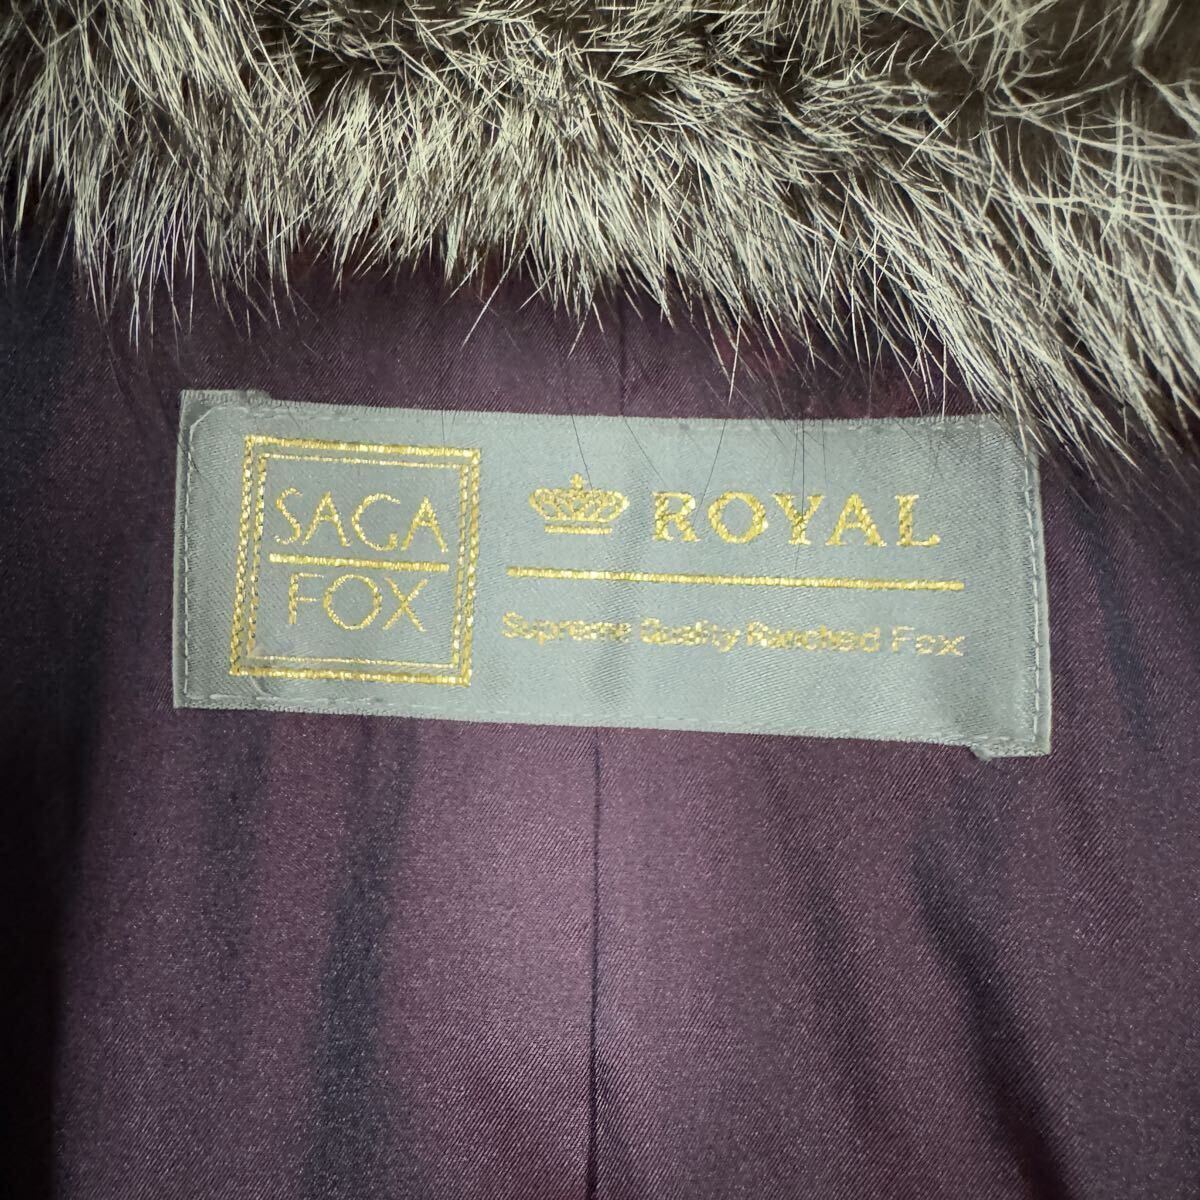 SAGA
FOX
ROYAL
Supreme Quality Ranched Fox